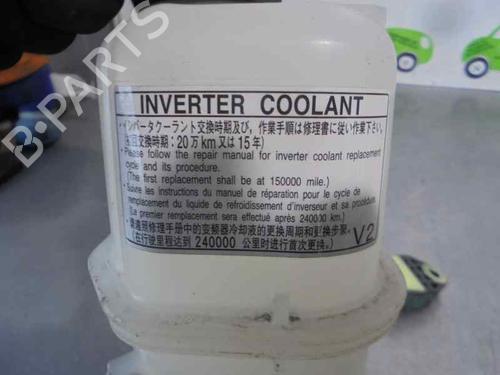 B-PARTS
INVERTER COOLANT
・インバータクーラント交換時期及び、作業手順は修理書に従い作業下さい。
(初回交換時期:20万km又は15年)
・Please follow the repair manual for inverter coolant replacement
cycle and its procedure.
(The first replacement shall be at 150000 mile.)
・Suivre les instructions du manuel de réparation pour le cycle de
remplacement du liquide de refroidissement d'inverseur et sa procédure.
(Le premier remplacement sera effectué après 240000 km.)
・请遵照修理手册中的变频器冷却液的更换周期和更换步骤。
(在行驶里程达到 240000 公里时进行首次更换。)
V2